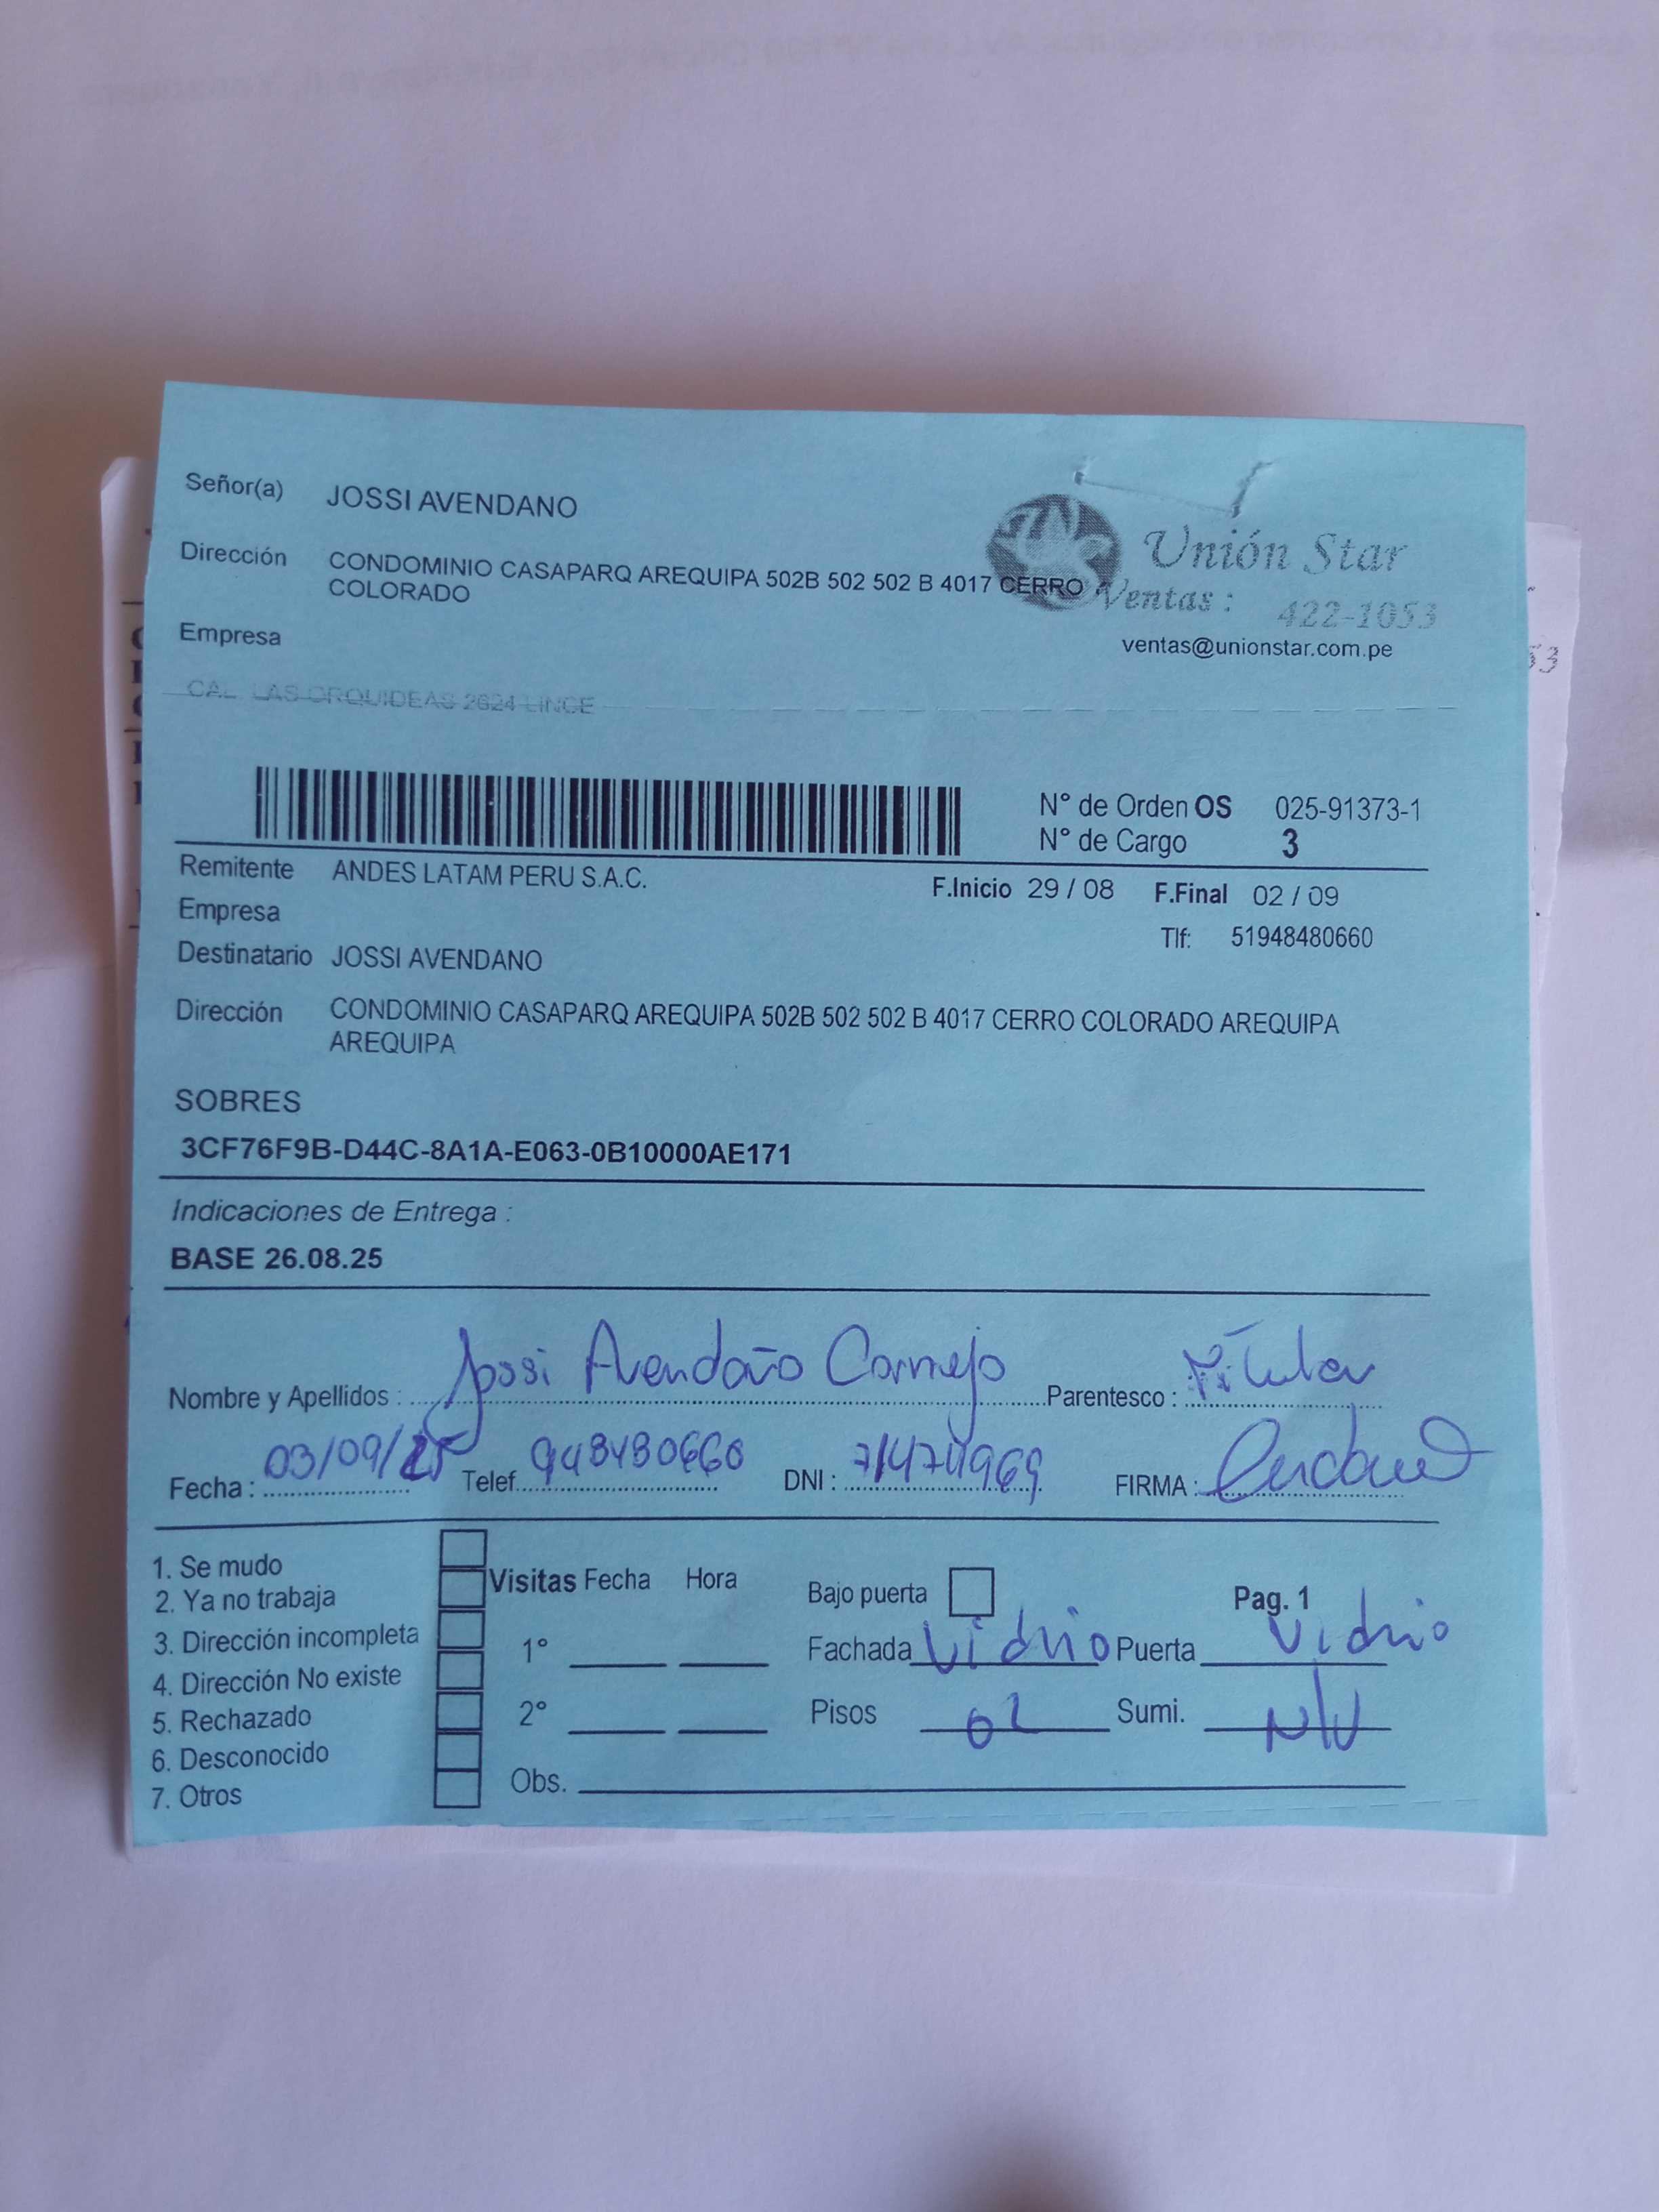 Señor(a) JOSSI AVENDANO
Dirección CONDOMINIO CASAPARQ AREQUIPA 502B 502 502 B 4017 CERRO
COLORADO
Unión Star
Ventas : 422-1053
ventas@unionstar.com.pe
Empresa
CAL. LAS ORQUIDEAS 2624 LINCE
N° de Orden OS 025-91373-1
N° de Cargo 3
Remitente ANDES LATAM PERU S.A.C.
F.Inicio 29 / 08 F.Final 02 / 09
Empresa
Tlf: 51948480660
Destinatario JOSSI AVENDANO
Dirección CONDOMINIO CASAPARQ AREQUIPA 502B 502 502 B 4017 CERRO COLORADO AREQUIPA
AREQUIPA
SOBRES
3CF76F9B-D44C-8A1A-E063-0B10000AE171
Indicaciones de Entrega :
BASE 26.08.25
Nombre y Apellidos : Jossi Avendaño Cornejo Parentesco : Titular
Fecha : 03/09/25 Telef. 948480660 DNI : 71474969 FIRMA :
1. Se mudo
2. Ya no trabaja
3. Dirección incompleta
4. Dirección No existe
5. Rechazado
6. Desconocido
7. Otros
Visitas Fecha Hora
1°
2°
Obs.
Bajo puerta
Pag. 1
Fachada Vidrio Puerta Vidrio
Pisos 02 Sumi.